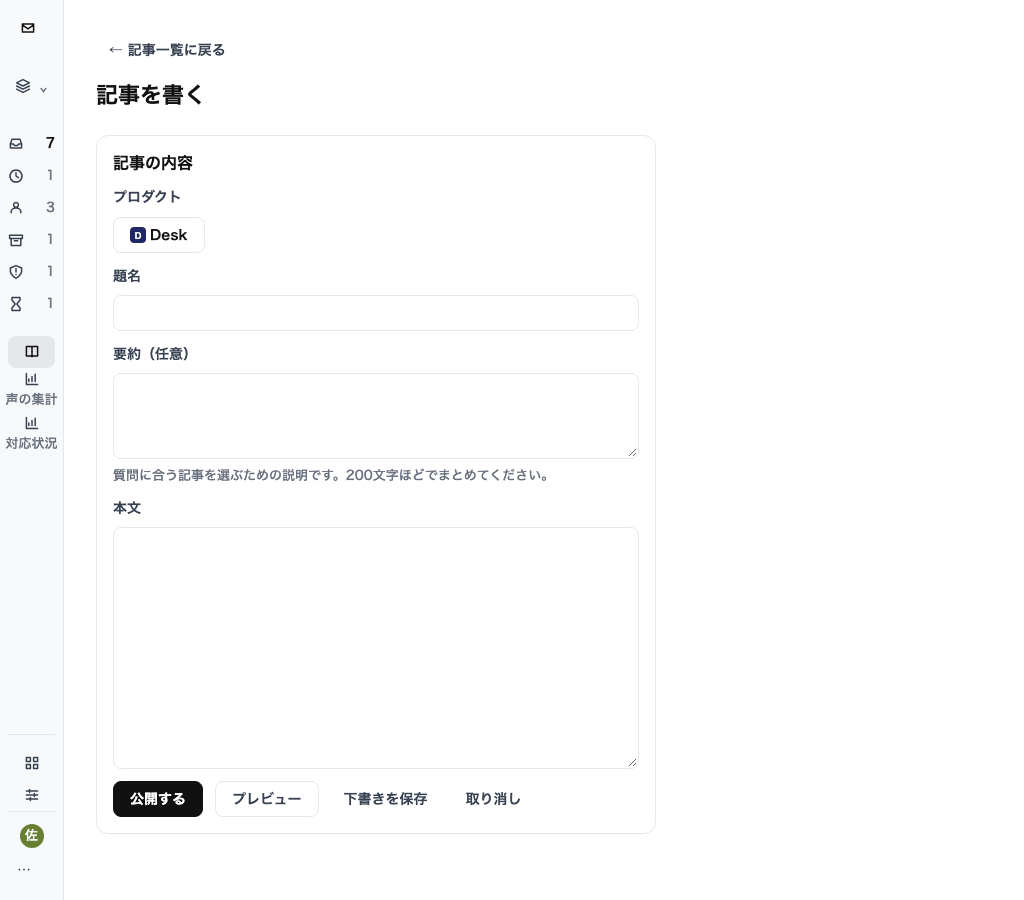 ← 記事一覧に戻る
記事を書く
7
1
3
1
1
1
声の集計
対応状況
佐
…
記事の内容
プロダクト
D Desk
題名
要約（任意）
質問に合う記事を選ぶための説明です。200文字ほどでまとめてください。
本文
公開する
プレビュー
下書きを保存
取り消し